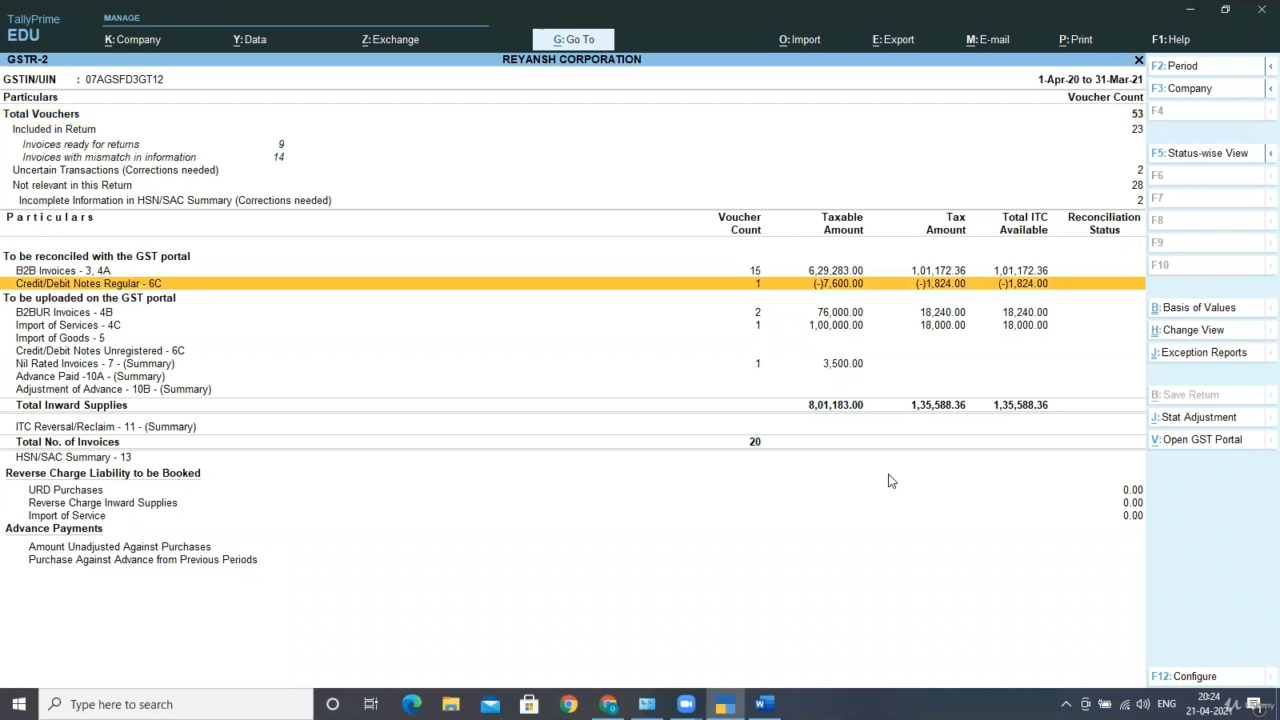 TallyPrime MANAGE
EDU
K: Company Y: Data Z: Exchange G: Go To O: Import E: Export M: E-mail P: Print F1: Help
GSTR-2 REYANSH CORPORATION
GSTIN/UIN : 07AGSFD3GT12 1-Apr-20 to 31-Mar-21
Particulars Voucher Count
Total Vouchers 53
Included in Return 23
Invoices ready for returns 9
Invoices with mismatch in information 14
Uncertain Transactions (Corrections needed) 2
Not relevant in this Return 28
Incomplete Information in HSN/SAC Summary (Corrections needed) 2
Particulars Voucher Count Taxable Amount Tax Amount Total ITC Available Reconciliation Status
To be reconciled with the GST portal
B2B Invoices - 3, 4A 15 6,29,283.00 1,01,172.36 1,01,172.36
Credit/Debit Notes Regular - 6C 1 (-)7,600.00 (-)1,824.00 (-)1,824.00
To be uploaded on the GST portal
B2BUR Invoices - 4B 2 76,000.00 18,240.00 18,240.00
Import of Services - 4C 1 1,00,000.00 18,000.00 18,000.00
Import of Goods - 5
Credit/Debit Notes Unregistered - 6C
Nil Rated Invoices - 7 - (Summary) 1 3,500.00
Advance Paid -10A - (Summary)
Adjustment of Advance - 10B - (Summary)
Total Inward Supplies 8,01,183.00 1,35,588.36 1,35,588.36
ITC Reversal/Reclaim - 11 - (Summary)
Total No. of Invoices 20
HSN/SAC Summary - 13
Reverse Charge Liability to be Booked
URD Purchases 0.00
Reverse Charge Inward Supplies 0.00
Import of Service 0.00
Advance Payments
Amount Unadjusted Against Purchases
Purchase Against Advance from Previous Periods
F2: Period
F3: Company
F4
F5: Status-wise View
F6
F7
F8
F9
F10
B: Basis of Values
H: Change View
J: Exception Reports
B: Save Return
J: Stat Adjustment
V: Open GST Portal
F12: Configure
Type here to search
ENG
20:24
21-04-2021